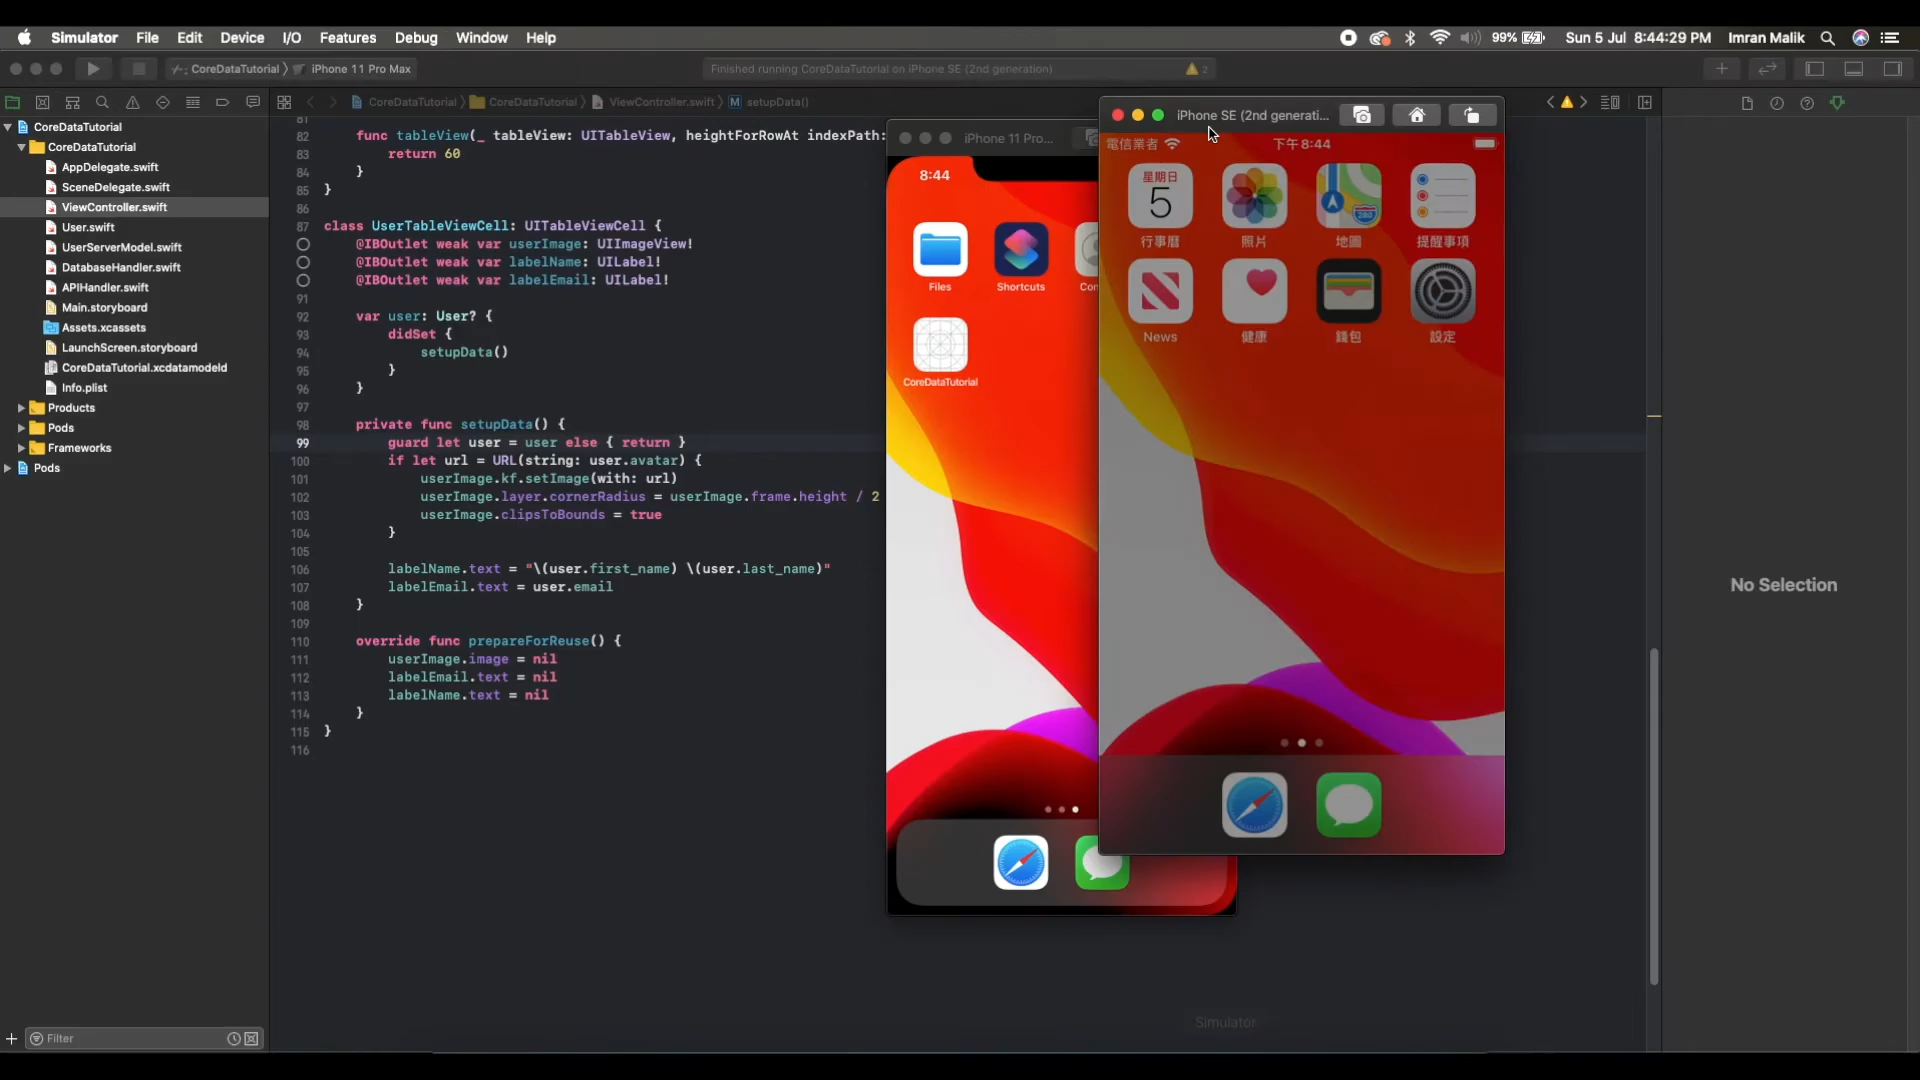 Simulator File Edit Device I/O Features Debug Window Help
99% Sun 5 Jul 8:44:29 PM Imran Malik
CoreDataTutorial iPhone 11 Pro Max
Finished running CoreDataTutorial on iPhone SE (2nd generation)
2
CoreDataTutorial CoreDataTutorial ViewController.swift M setupData()
CoreDataTutorial
CoreDataTutorial
AppDelegate.swift
SceneDelegate.swift
ViewController.swift
User.swift
UserServerModel.swift
DatabaseHandler.swift
APIHandler.swift
Main.storyboard
Assets.xcassets
LaunchScreen.storyboard
CoreDataTutorial.xcdatamodeld
Info.plist
Products
Pods
Frameworks
Pods
Filter
81
82 func tableView(_ tableView: UITableView, heightForRowAt indexPath:
83 return 60
84 }
85 }
86
87 class UserTableViewCell: UITableViewCell {
@IBOutlet weak var userImage: UIImageView!
@IBOutlet weak var labelName: UILabel!
@IBOutlet weak var labelEmail: UILabel!
91
92 var user: User? {
93 didSet {
94 setupData()
95 }
96 }
97
98 private func setupData() {
99 guard let user = user else { return }
100 if let url = URL(string: user.avatar) {
101 userImage.kf.setImage(with: url)
102 userImage.layer.cornerRadius = userImage.frame.height / 2
103 userImage.clipsToBounds = true
104 }
105
106 labelName.text = "\(user.first_name) \(user.last_name)"
107 labelEmail.text = user.email
108 }
109
110 override func prepareForReuse() {
111 userImage.image = nil
112 labelEmail.text = nil
113 labelName.text = nil
114 }
115 }
116
iPhone 11 Pro...
8:44
Files Shortcuts Con
CoreDataTutorial
iPhone SE (2nd generati...
電信業者 下午8:44
星期日
5
280
行事曆 照片 地圖 提醒事項
News 健康 錢包 設定
Simulator
No Selection